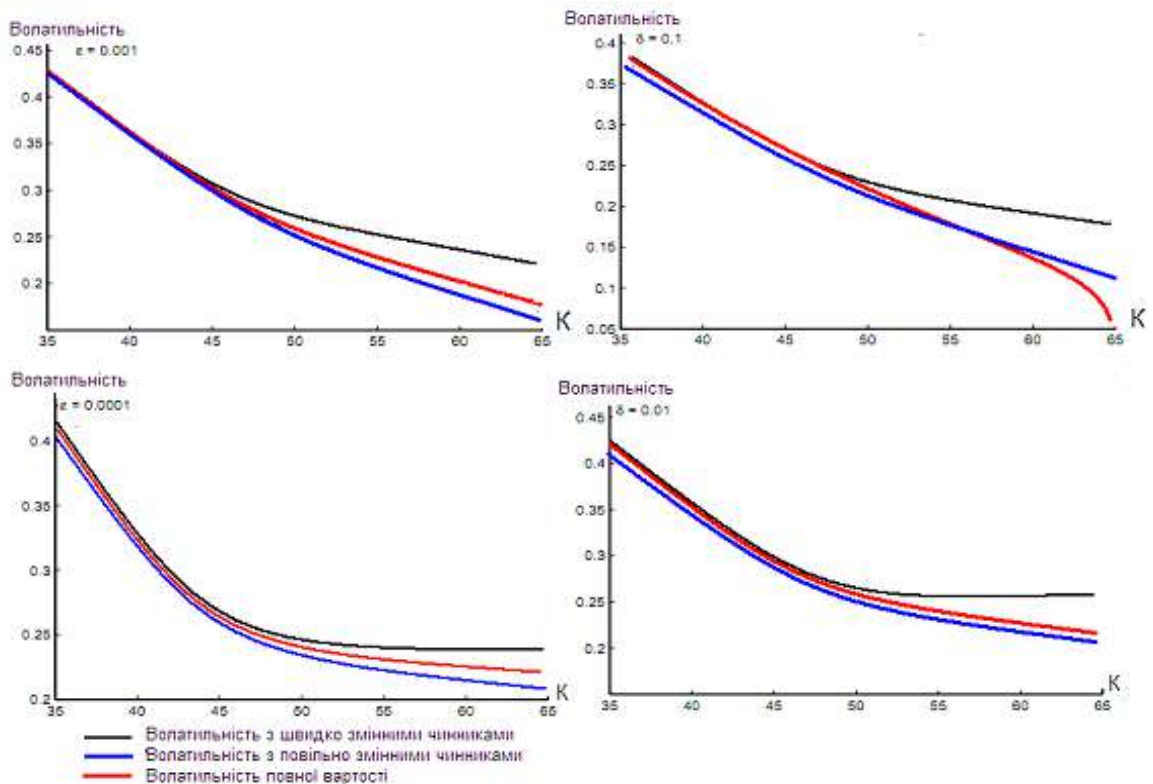 Волатильність
ε = 0.001
0.45
0.4
0.35
0.3
0.25
0.2
35 40 45 50 55 60 65
K
Волатильність
δ = 0.1
0.4
0.35
0.3
0.25
0.2
0.15
0.1
0.05
35 40 45 50 55 60 65
K
Волатильність
ε = 0.0001
0.4
0.35
0.3
0.25
0.2
35 40 45 50 55 60 65
K
Волатильність
δ = 0.01
0.45
0.4
0.35
0.3
0.25
0.2
35 40 45 50 55 60 65
K
Волатильність з швидко змінними чинниками
Волатильність з повільно змінними чинниками
Волатильність повної вартості